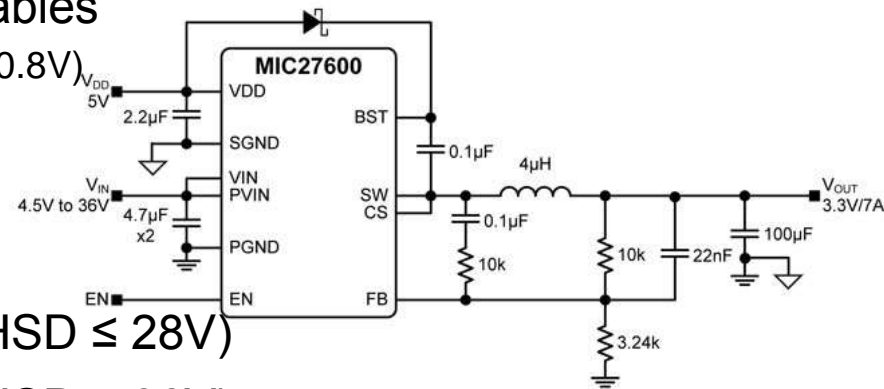 ables
0.8V)
MIC27600
VDD
5V
VDD
2.2µF
BST
SGND
0.1µF
4µH
VIN
4.5V to 36V
VIN
PVIN
SW
CS
VOUT
3.3V/7A
4.7µF
x2
0.1µF
10k
10k
22nF
100µF
PGND
EN
EN
FB
HSD ≤ 28V)
3.24k